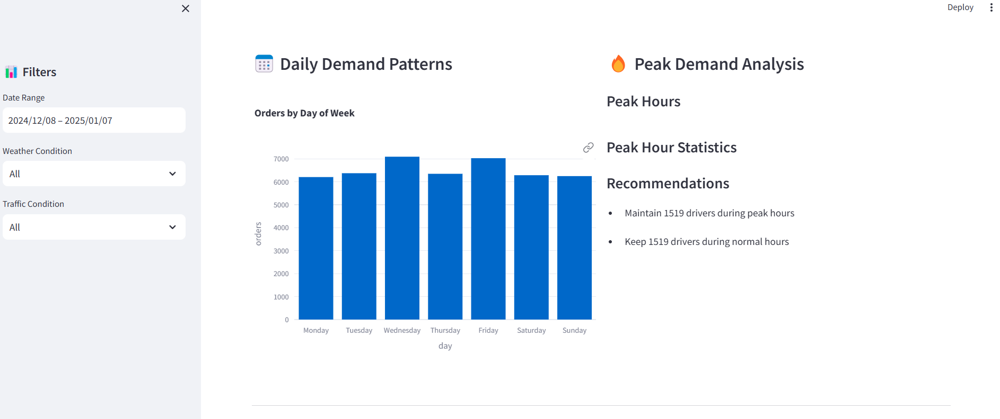 Deploy
Filters
Date Range
2024/12/08 – 2025/01/07
Weather Condition
All
Traffic Condition
All
Daily Demand Patterns
Orders by Day of Week
7000
6000
5000
4000
3000
2000
1000
0
orders
Monday Tuesday Wednesday Thursday Friday Saturday Sunday
day
Peak Demand Analysis
Peak Hours
Peak Hour Statistics
Recommendations
• Maintain 1519 drivers during peak hours
• Keep 1519 drivers during normal hours